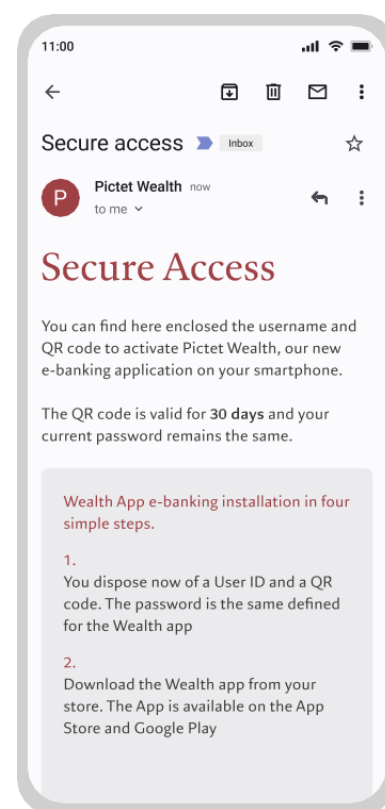 11:00
Secure access Inbox
P
Pictet Wealth now
to me
Secure Access
You can find here enclosed the username and
QR code to activate Pictet Wealth, our new
e-banking application on your smartphone.
The QR code is valid for 30 days and your
current password remains the same.
Wealth App e-banking installation in four
simple steps.
1.
You dispose now of a User ID and a QR
code. The password is the same defined
for the Wealth app
2.
Download the Wealth app from your
store. The App is available on the App
Store and Google Play